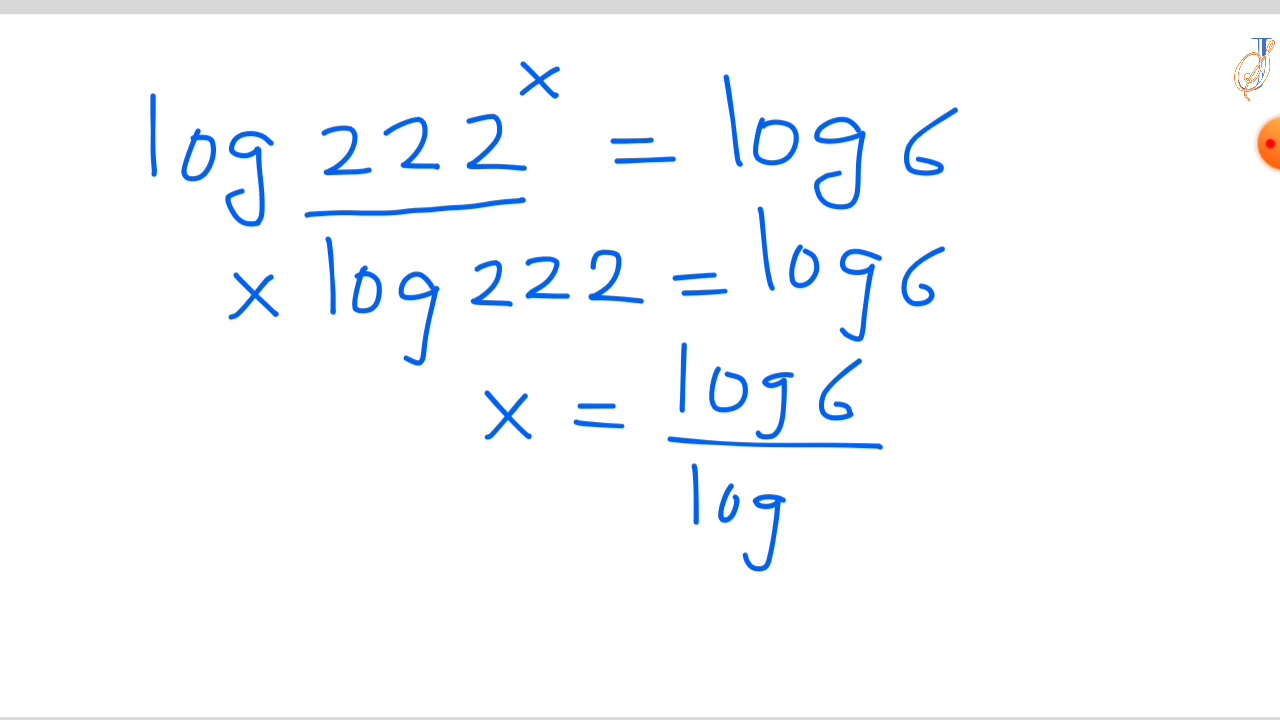 log 222^x = log 6
x log 222 = log 6
x = log 6
log